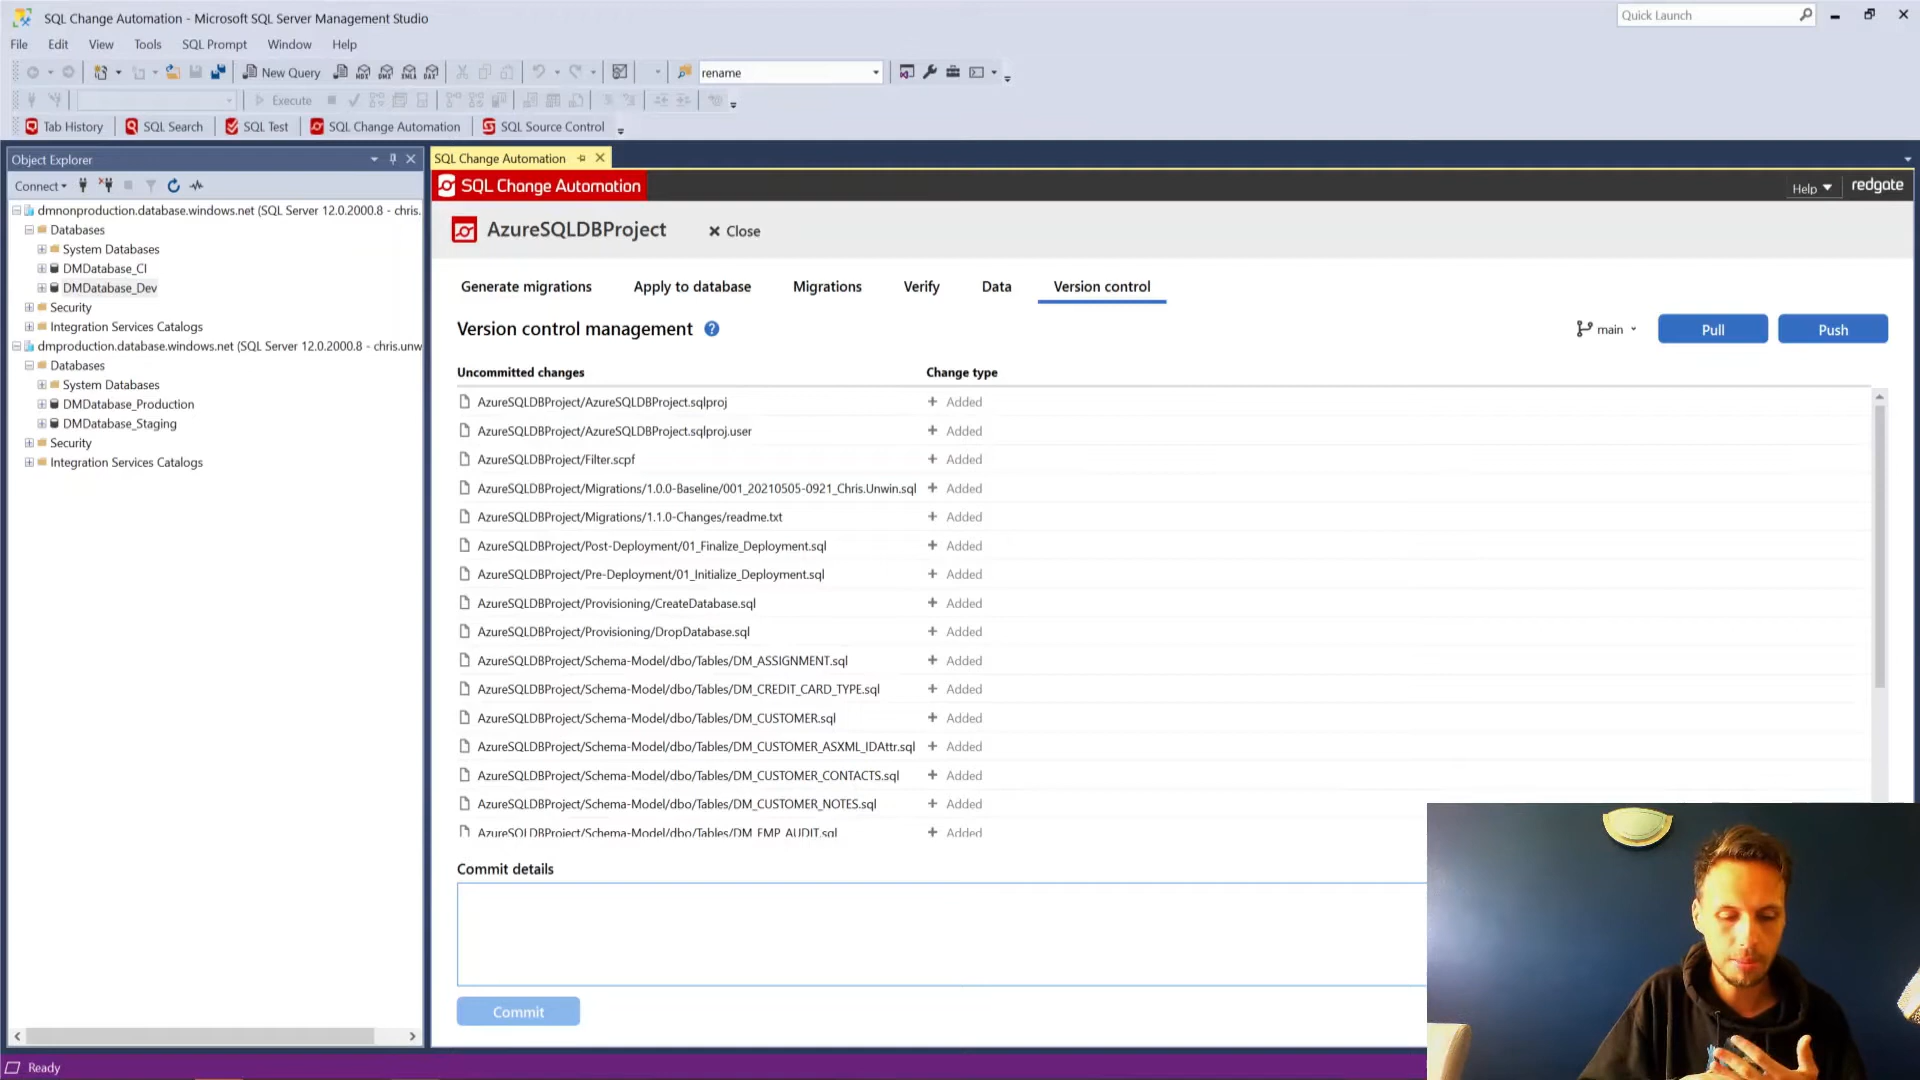 SQL Change Automation - Microsoft SQL Server Management Studio
Quick Launch
File Edit View Tools SQL Prompt Window Help
New Query MDX DMX XMLA DAX rename
Execute
Tab History SQL Search SQL Test SQL Change Automation SQL Source Control
Object Explorer
Connect
dmnonproduction.database.windows.net (SQL Server 12.0.2000.8 - chris.
Databases
System Databases
DMDatabase_CI
DMDatabase_Dev
Security
Integration Services Catalogs
dmproduction.database.windows.net (SQL Server 12.0.2000.8 - chris.unw
Databases
System Databases
DMDatabase_Production
DMDatabase_Staging
Security
Integration Services Catalogs
SQL Change Automation
SQL Change Automation
Help redgate
AzureSQLDBProject Close
Generate migrations Apply to database Migrations Verify Data Version control
Version control management ?
main Pull Push
Uncommitted changes Change type
AzureSQLDBProject/AzureSQLDBProject.sqlproj + Added
AzureSQLDBProject/AzureSQLDBProject.sqlproj.user + Added
AzureSQLDBProject/Filter.scpf + Added
AzureSQLDBProject/Migrations/1.0.0-Baseline/001_20210505-0921_Chris.Unwin.sql + Added
AzureSQLDBProject/Migrations/1.1.0-Changes/readme.txt + Added
AzureSQLDBProject/Post-Deployment/01_Finalize_Deployment.sql + Added
AzureSQLDBProject/Pre-Deployment/01_Initialize_Deployment.sql + Added
AzureSQLDBProject/Provisioning/CreateDatabase.sql + Added
AzureSQLDBProject/Provisioning/DropDatabase.sql + Added
AzureSQLDBProject/Schema-Model/dbo/Tables/DM_ASSIGNMENT.sql + Added
AzureSQLDBProject/Schema-Model/dbo/Tables/DM_CREDIT_CARD_TYPE.sql + Added
AzureSQLDBProject/Schema-Model/dbo/Tables/DM_CUSTOMER.sql + Added
AzureSQLDBProject/Schema-Model/dbo/Tables/DM_CUSTOMER_ASXML_IDAttr.sql + Added
AzureSQLDBProject/Schema-Model/dbo/Tables/DM_CUSTOMER_CONTACTS.sql + Added
AzureSQLDBProject/Schema-Model/dbo/Tables/DM_CUSTOMER_NOTES.sql + Added
AzureSQLDBProject/Schema-Model/dbo/Tables/DM_EMP_AUDIT.sql + Added
Commit details
Commit
Ready